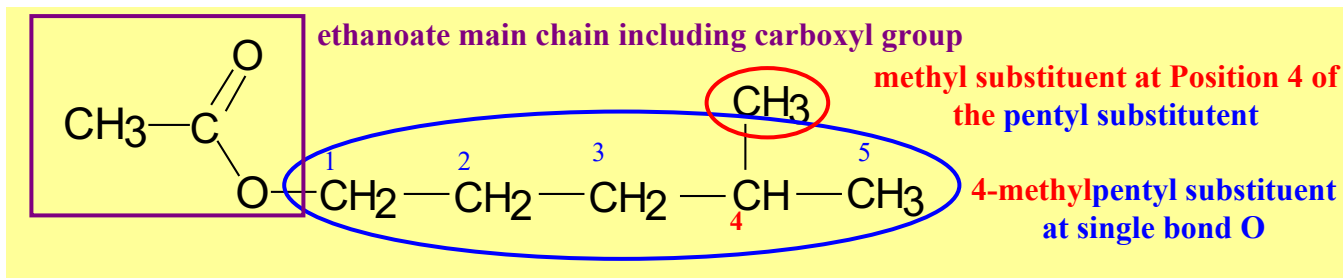 ethanoate main chain including carboxyl group
O
CH3 C
O
CH3
methyl substituent at Position 4 of
the pentyl substitutent
1 2 3 5
CH2 CH2 CH2 CH CH3
4
4-methylpentyl substituent
at single bond O